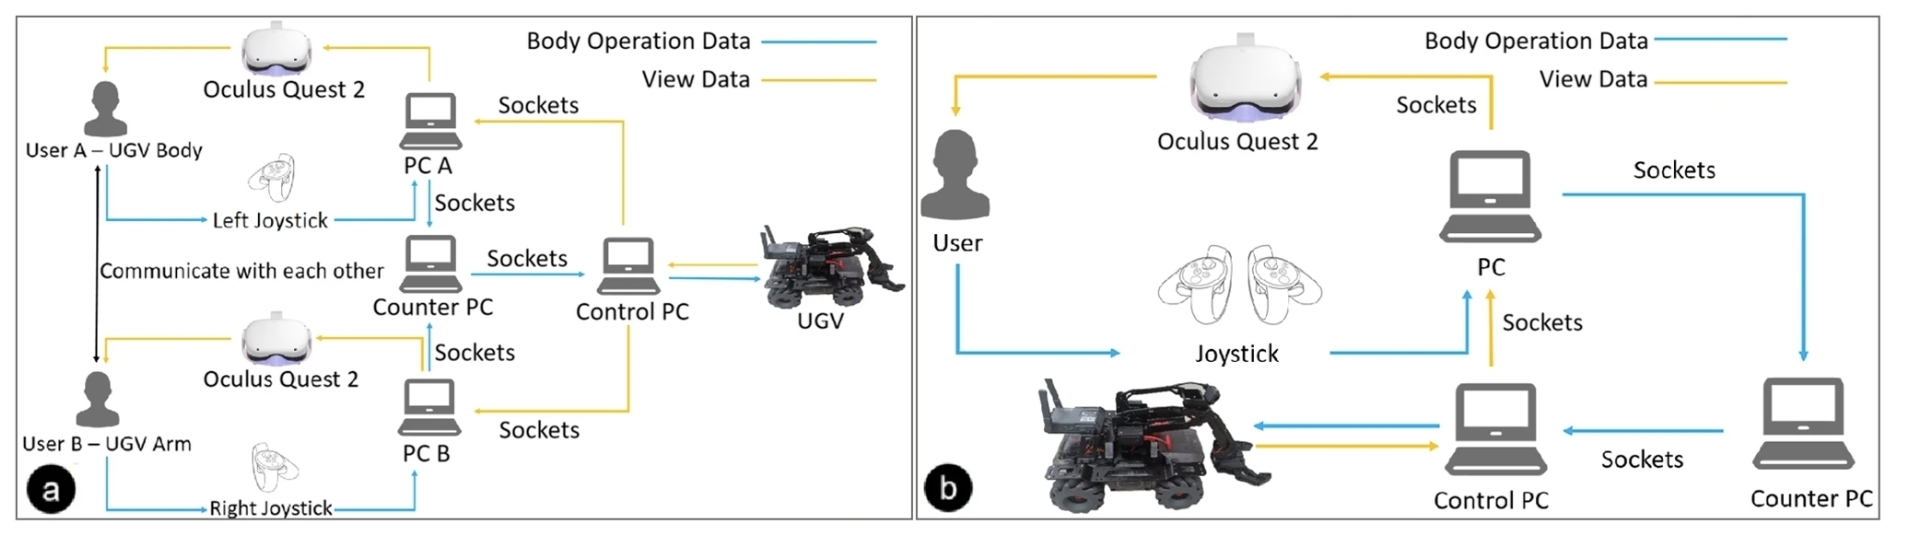 Body Operation Data
View Data
Oculus Quest 2
Sockets
User A – UGV Body
PC A
Left Joystick
Sockets
Communicate with each other
Sockets
Counter PC
Control PC
UGV
Sockets
Oculus Quest 2
User B – UGV Arm
PC B
Sockets
Right Joystick
a
Body Operation Data
View Data
Sockets
Oculus Quest 2
Sockets
User
PC
Sockets
Joystick
Sockets
Control PC
Counter PC
b